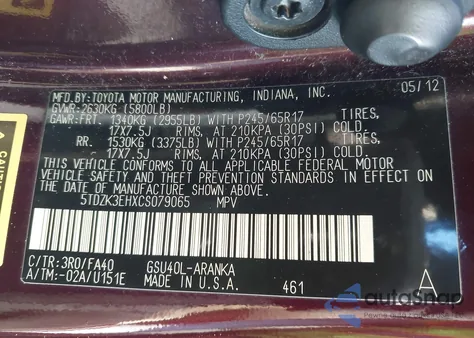 MFD. BY: TOYOTA MOTOR MANUFACTURING, INDIANA, INC. 05/12
GVWR: 2630KG (5800LB)
GAWR: FRT. 1340KG (2955LB) WITH P245/65R17 TIRES,
17X7.5J RIMS, AT 210KPA (30PSI) COLD.
RR. 1530KG (3375LB) WITH P245/65R17 TIRES,
17X7.5J RIMS, AT 210KPA (30PSI) COLD.
THIS VEHICLE CONFORMS TO ALL APPLICABLE FEDERAL MOTOR
VEHICLE SAFETY AND THEFT PREVENTION STANDARDS IN EFFECT ON THE
DATE OF MANUFACTURE SHOWN ABOVE.
5TDZK3EHXCS079065 MPV
C/TR:3R0/FA40 GSU40L-ARANKA
A/TM:-02A/U151E MADE IN U.S.A. 461 A
autoSnap